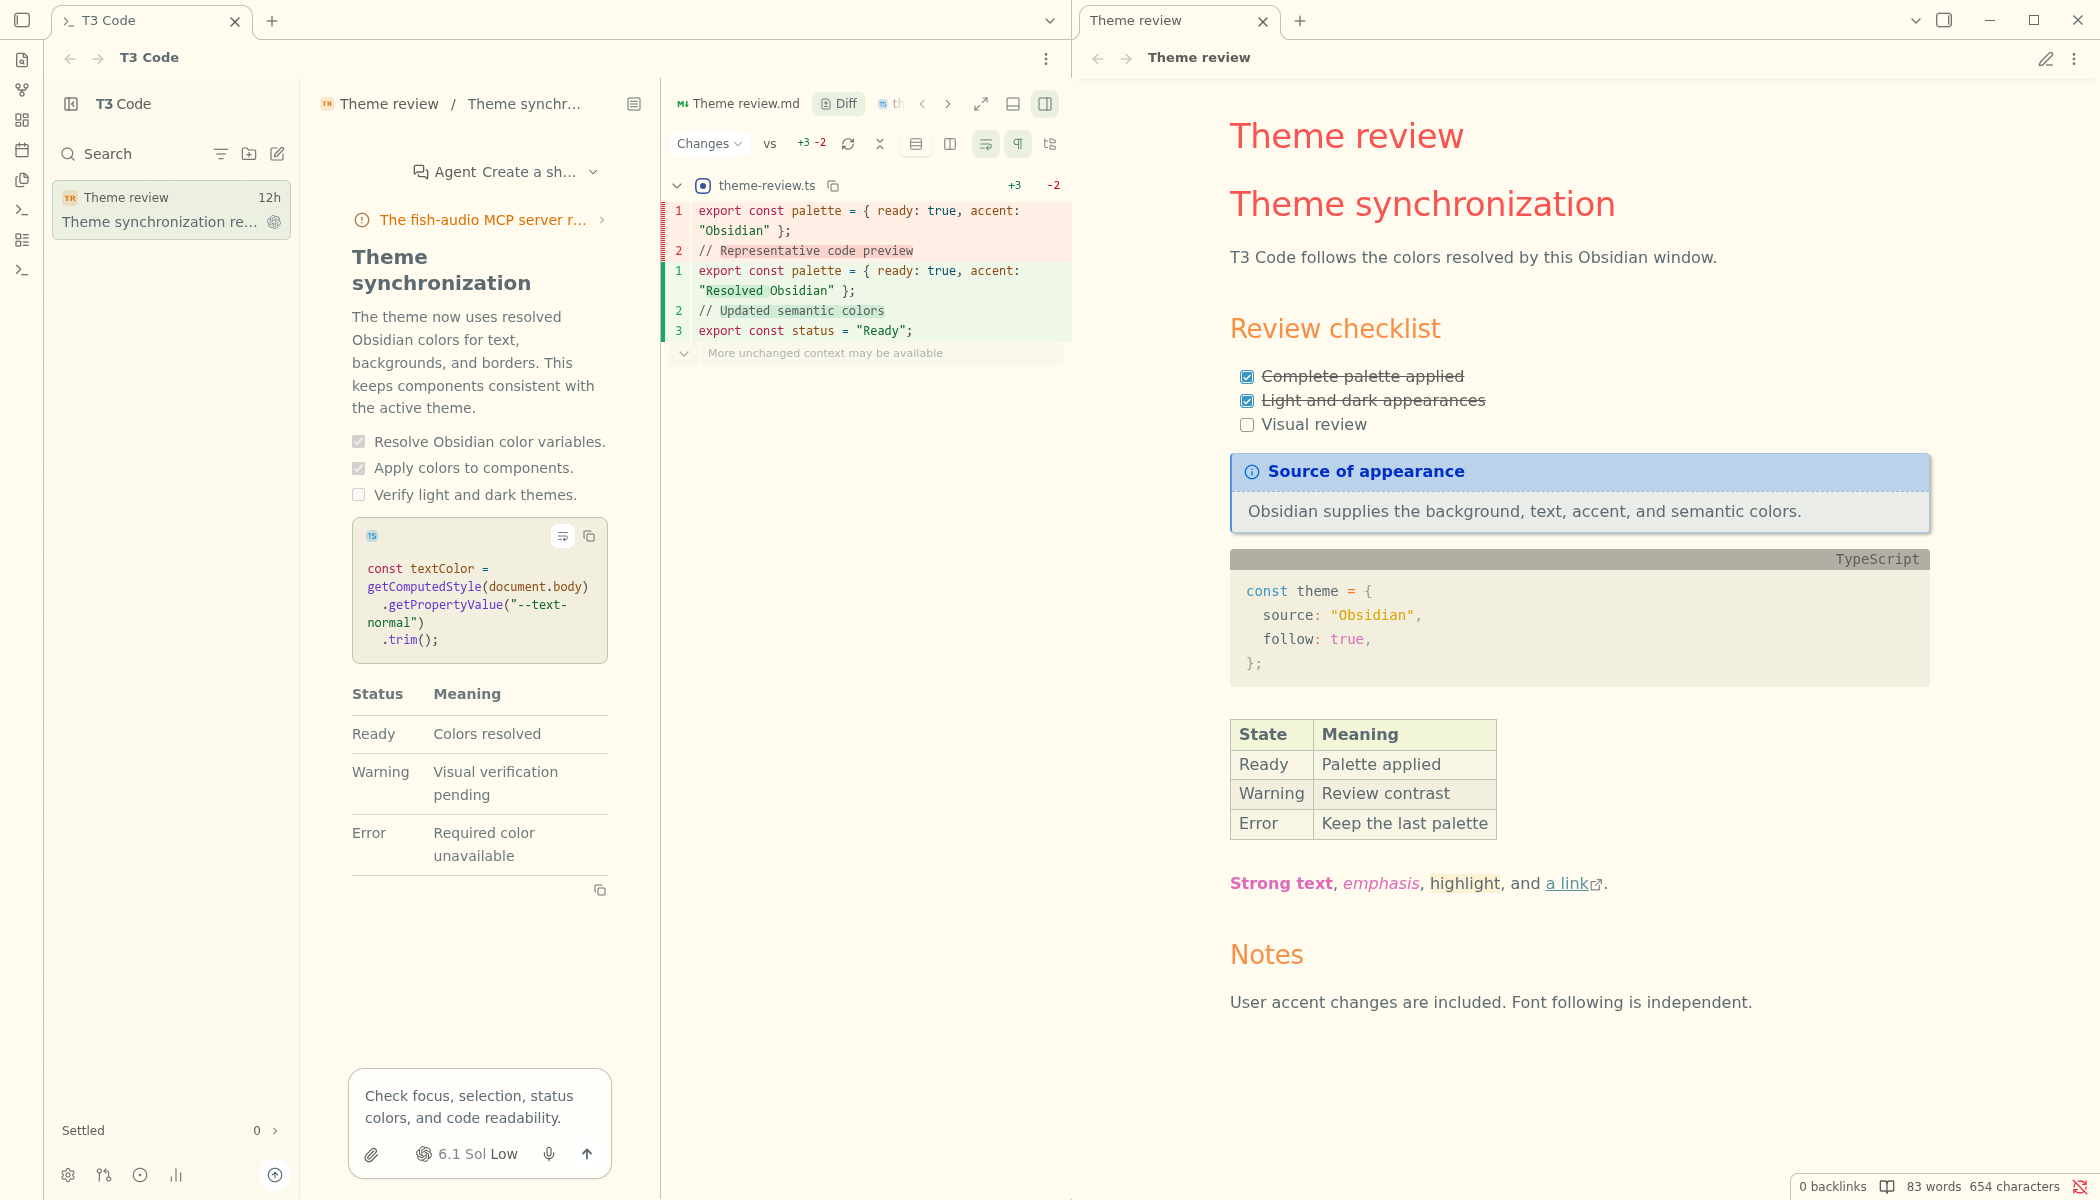 T3 Code
Theme review
T3 Code
Theme review
T3 Code
Search
TR Theme review 12h
Theme synchronization re...
Settled 0
TR Theme review / Theme synchr...
Agent Create a sh...
The fish-audio MCP server r...
Theme
synchronization
The theme now uses resolved
Obsidian colors for text,
backgrounds, and borders. This
keeps components consistent with
the active theme.
Resolve Obsidian color variables.
Apply colors to components.
Verify light and dark themes.
TS
const textColor =
getComputedStyle(document.body)
.getPropertyValue("--text-
normal")
.trim();
Status Meaning
Ready Colors resolved
Warning Visual verification
pending
Error Required color
unavailable
Check focus, selection, status
colors, and code readability.
6.1 Sol Low
M↓ Theme review.md Diff TS th
Changes vs +3 -2
theme-review.ts +3 -2
1 export const palette = { ready: true, accent:
"Obsidian" };
2 // Representative code preview
1 export const palette = { ready: true, accent:
"Resolved Obsidian" };
2 // Updated semantic colors
3 export const status = "Ready";
More unchanged context may be available
Theme review
Theme synchronization
T3 Code follows the colors resolved by this Obsidian window.
Review checklist
Complete palette applied
Light and dark appearances
Visual review
Source of appearance
Obsidian supplies the background, text, accent, and semantic colors.
TypeScript
const theme = {
source: "Obsidian",
follow: true,
};
State Meaning
Ready Palette applied
Warning Review contrast
Error Keep the last palette
Strong text, emphasis, highlight, and a link.
Notes
User accent changes are included. Font following is independent.
0 backlinks 83 words 654 characters